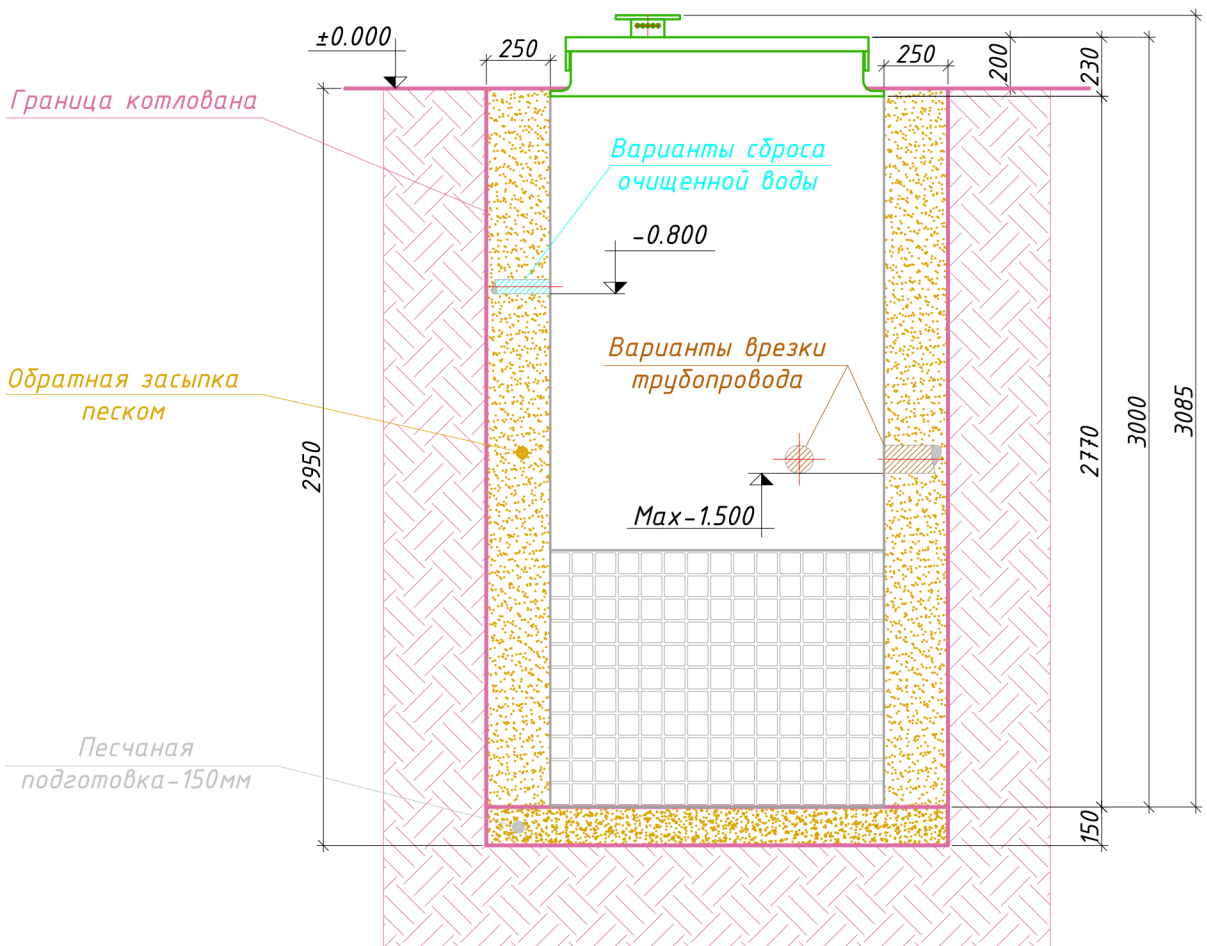 ±0.000
250
250
200
230
Граница котлована
Варианты сброса
очищенной воды
-0.800
Варианты врезки
трубопровода
Обратная засыпка
песком
2950
Max-1.500
2770
3000
3085
Песчаная
подготовка-150мм
150